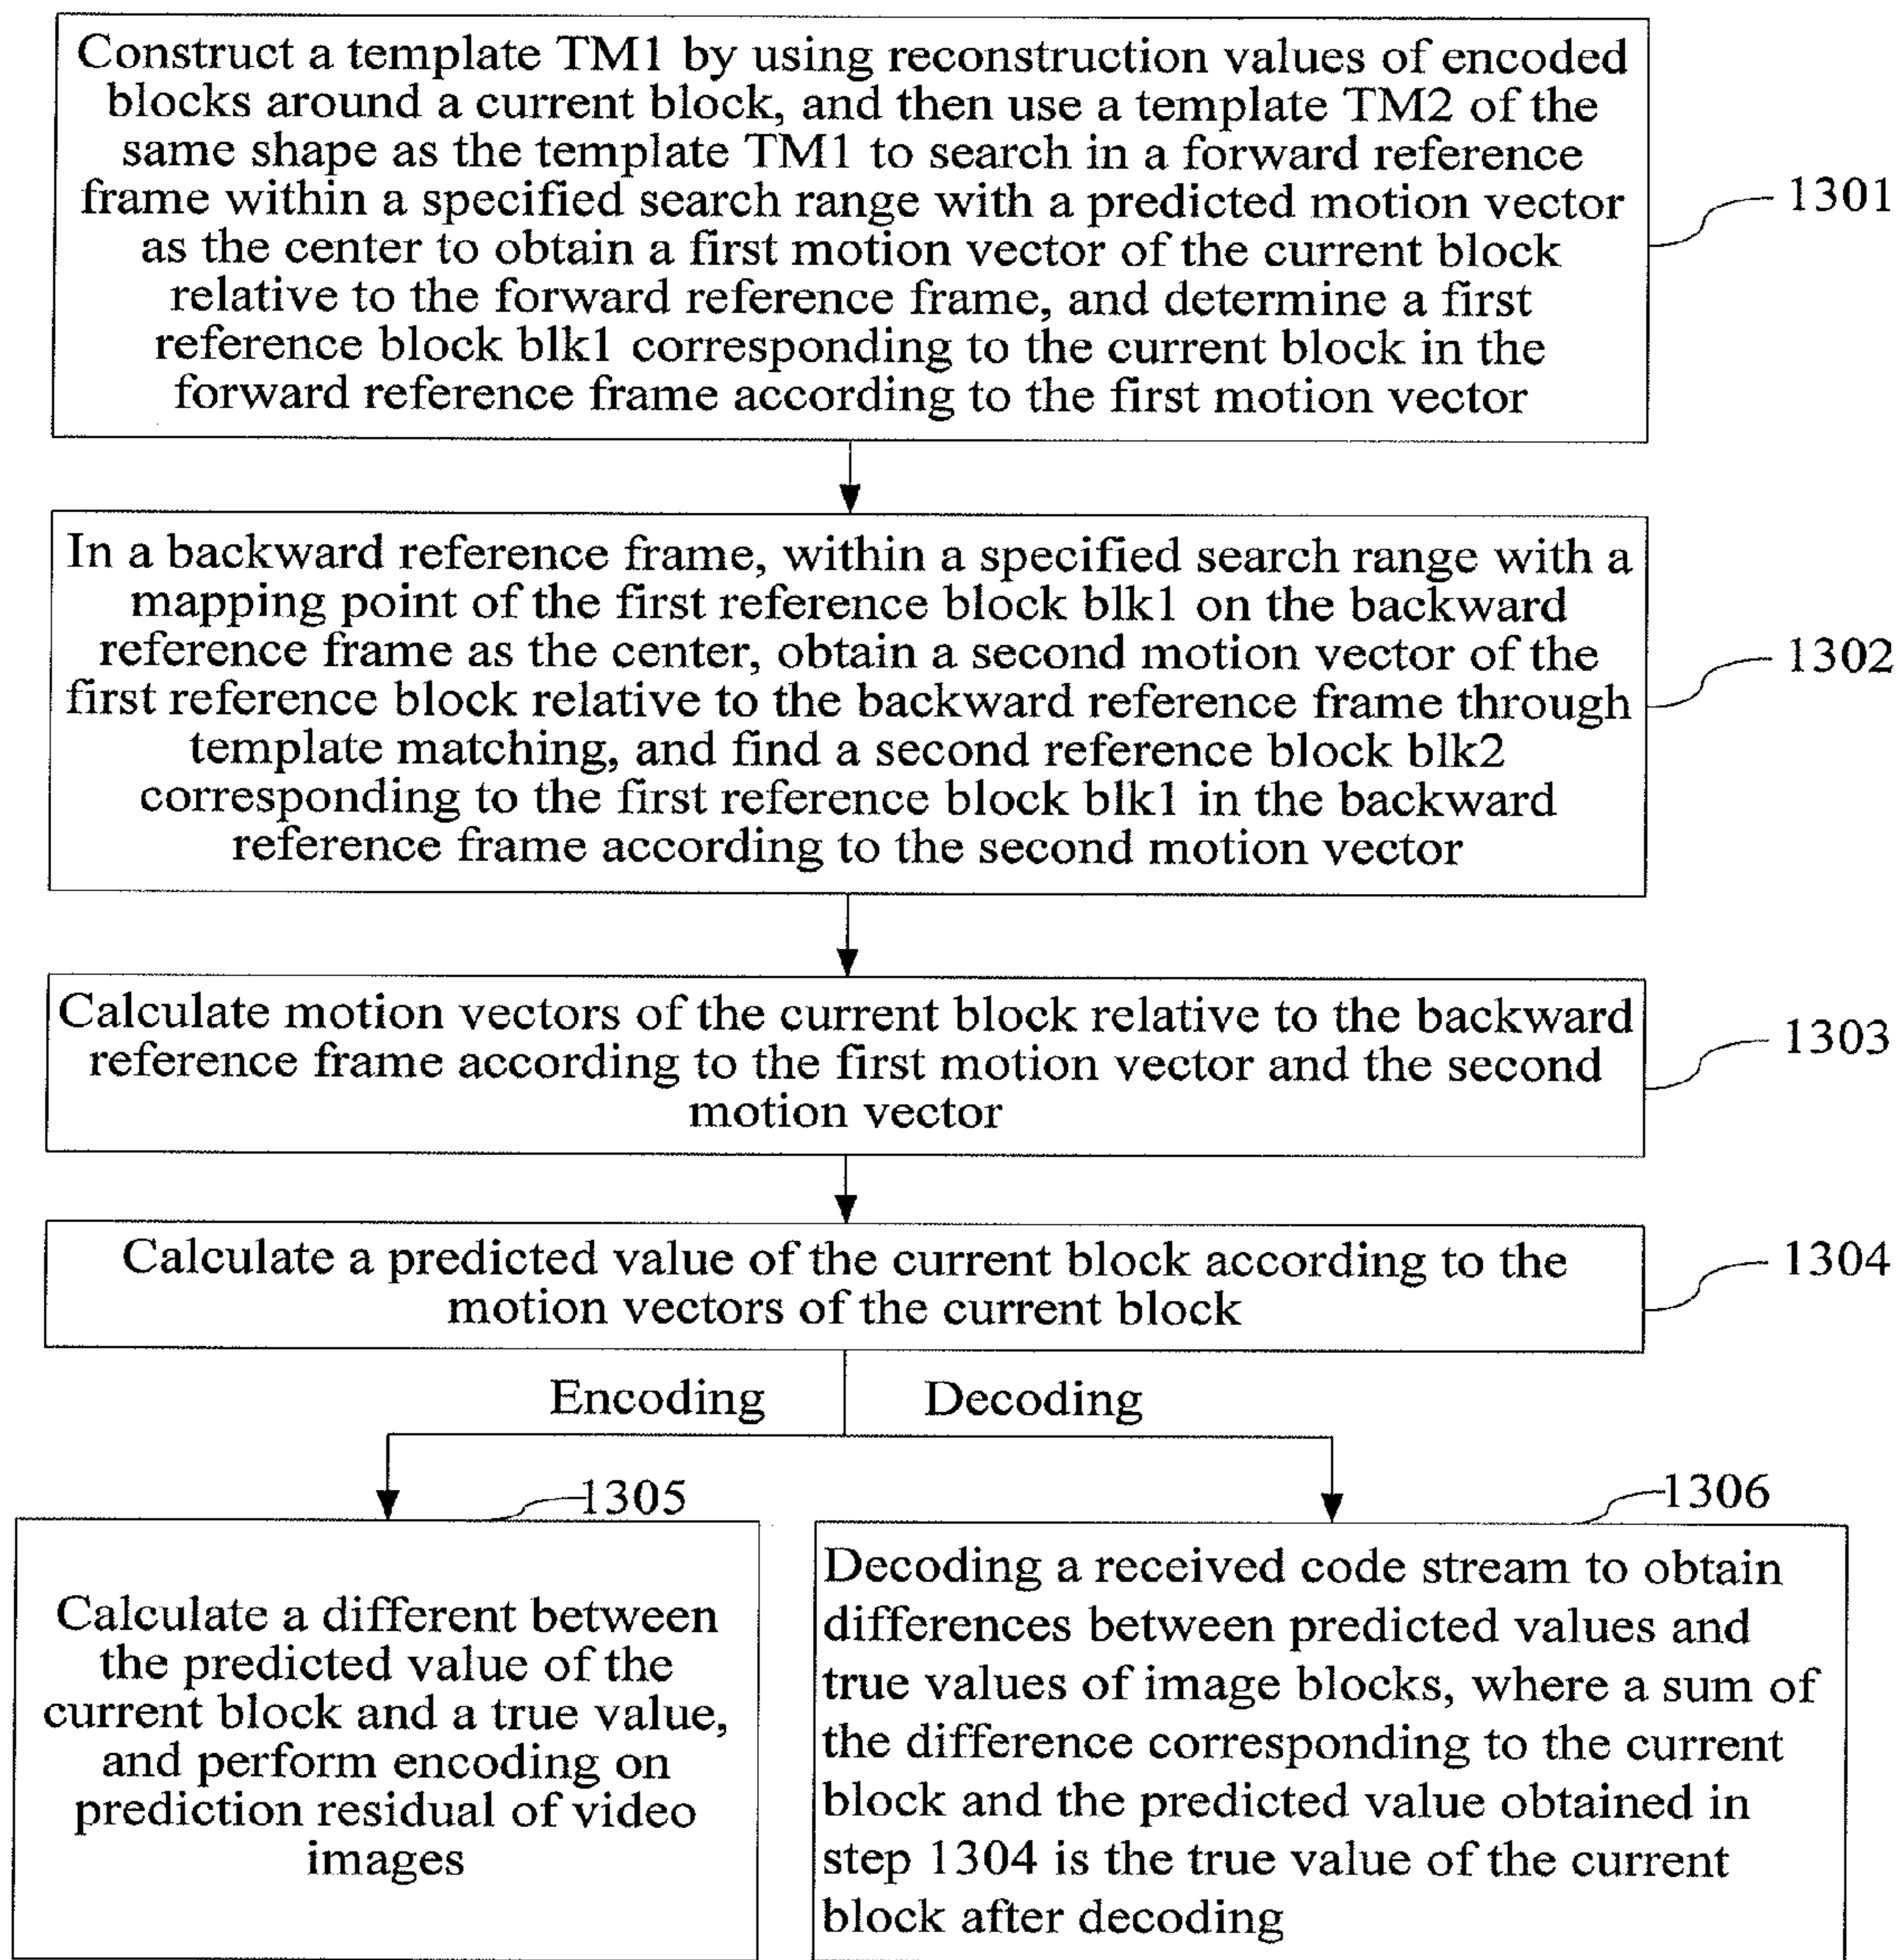 Construct a template TM1 by using reconstruction values of encoded
blocks around a current block, and then use a template TM2 of the
same shape as the template TM1 to search in a forward reference
frame within a specified search range with a predicted motion vector
as the center to obtain a first motion vector of the current block
relative to the forward reference frame, and determine a first
reference block blk1 corresponding to the current block in the
forward reference frame according to the first motion vector
1301
In a backward reference frame, within a specified search range with a
mapping point of the first reference block blk1 on the backward
reference frame as the center, obtain a second motion vector of the
first reference block relative to the backward reference frame through
template matching, and find a second reference block blk2
corresponding to the first reference block blk1 in the backward
reference frame according to the second motion vector
1302
Calculate motion vectors of the current block relative to the backward
reference frame according to the first motion vector and the second
motion vector
1303
Calculate a predicted value of the current block according to the
motion vectors of the current block
1304
Encoding
Decoding
1305
Calculate a different between
the predicted value of the
current block and a true value,
and perform encoding on
prediction residual of video
images
1306
Decoding a received code stream to obtain
differences between predicted values and
true values of image blocks, where a sum of
the difference corresponding to the current
block and the predicted value obtained in
step 1304 is the true value of the current
block after decoding